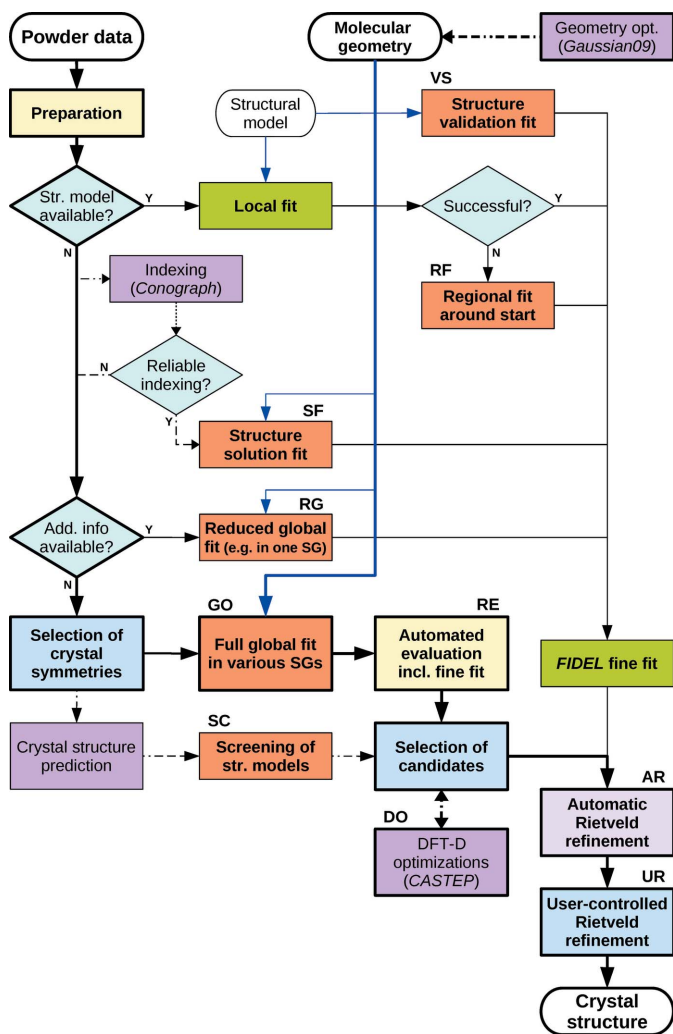 Powder data
Molecular
geometry
Geometry opt.
(Gaussian09)
VS
Preparation
Structural
model
Structure
validation fit
Str. model
available?
Y
Local fit
Successful?
Y
N
N
RF
Indexing
(Conograph)
Regional fit
around start
N
Reliable
indexing?
Y
SF
Structure
solution fit
RG
Add. info
available?
Y
Reduced global
fit (e.g. in one SG)
N
GO
RE
Selection of
crystal
symmetries
Full global fit
in various SGs
Automated
evaluation
incl. fine fit
FIDEL fine fit
SC
Crystal structure
prediction
Screening of
str. models
Selection of
candidates
AR
DO
Automatic
Rietveld
refinement
DFT-D
optimizations
(CASTEP)
UR
User-controlled
Rietveld
refinement
Crystal
structure